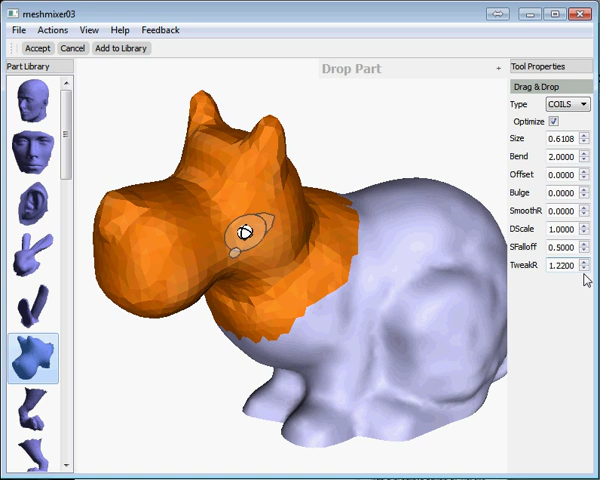 meshmixer03
File Actions View Help Feedback
Accept Cancel Add to Library
Part Library
Drop Part +
Tool Properties
Drag & Drop
Type COILS
Optimize
Size 0.6108
Bend 2.0000
Offset 0.0000
Bulge 0.0000
SmoothR 0.0000
DScale 1.0000
SFalloff 0.5000
TweakR 1.2200